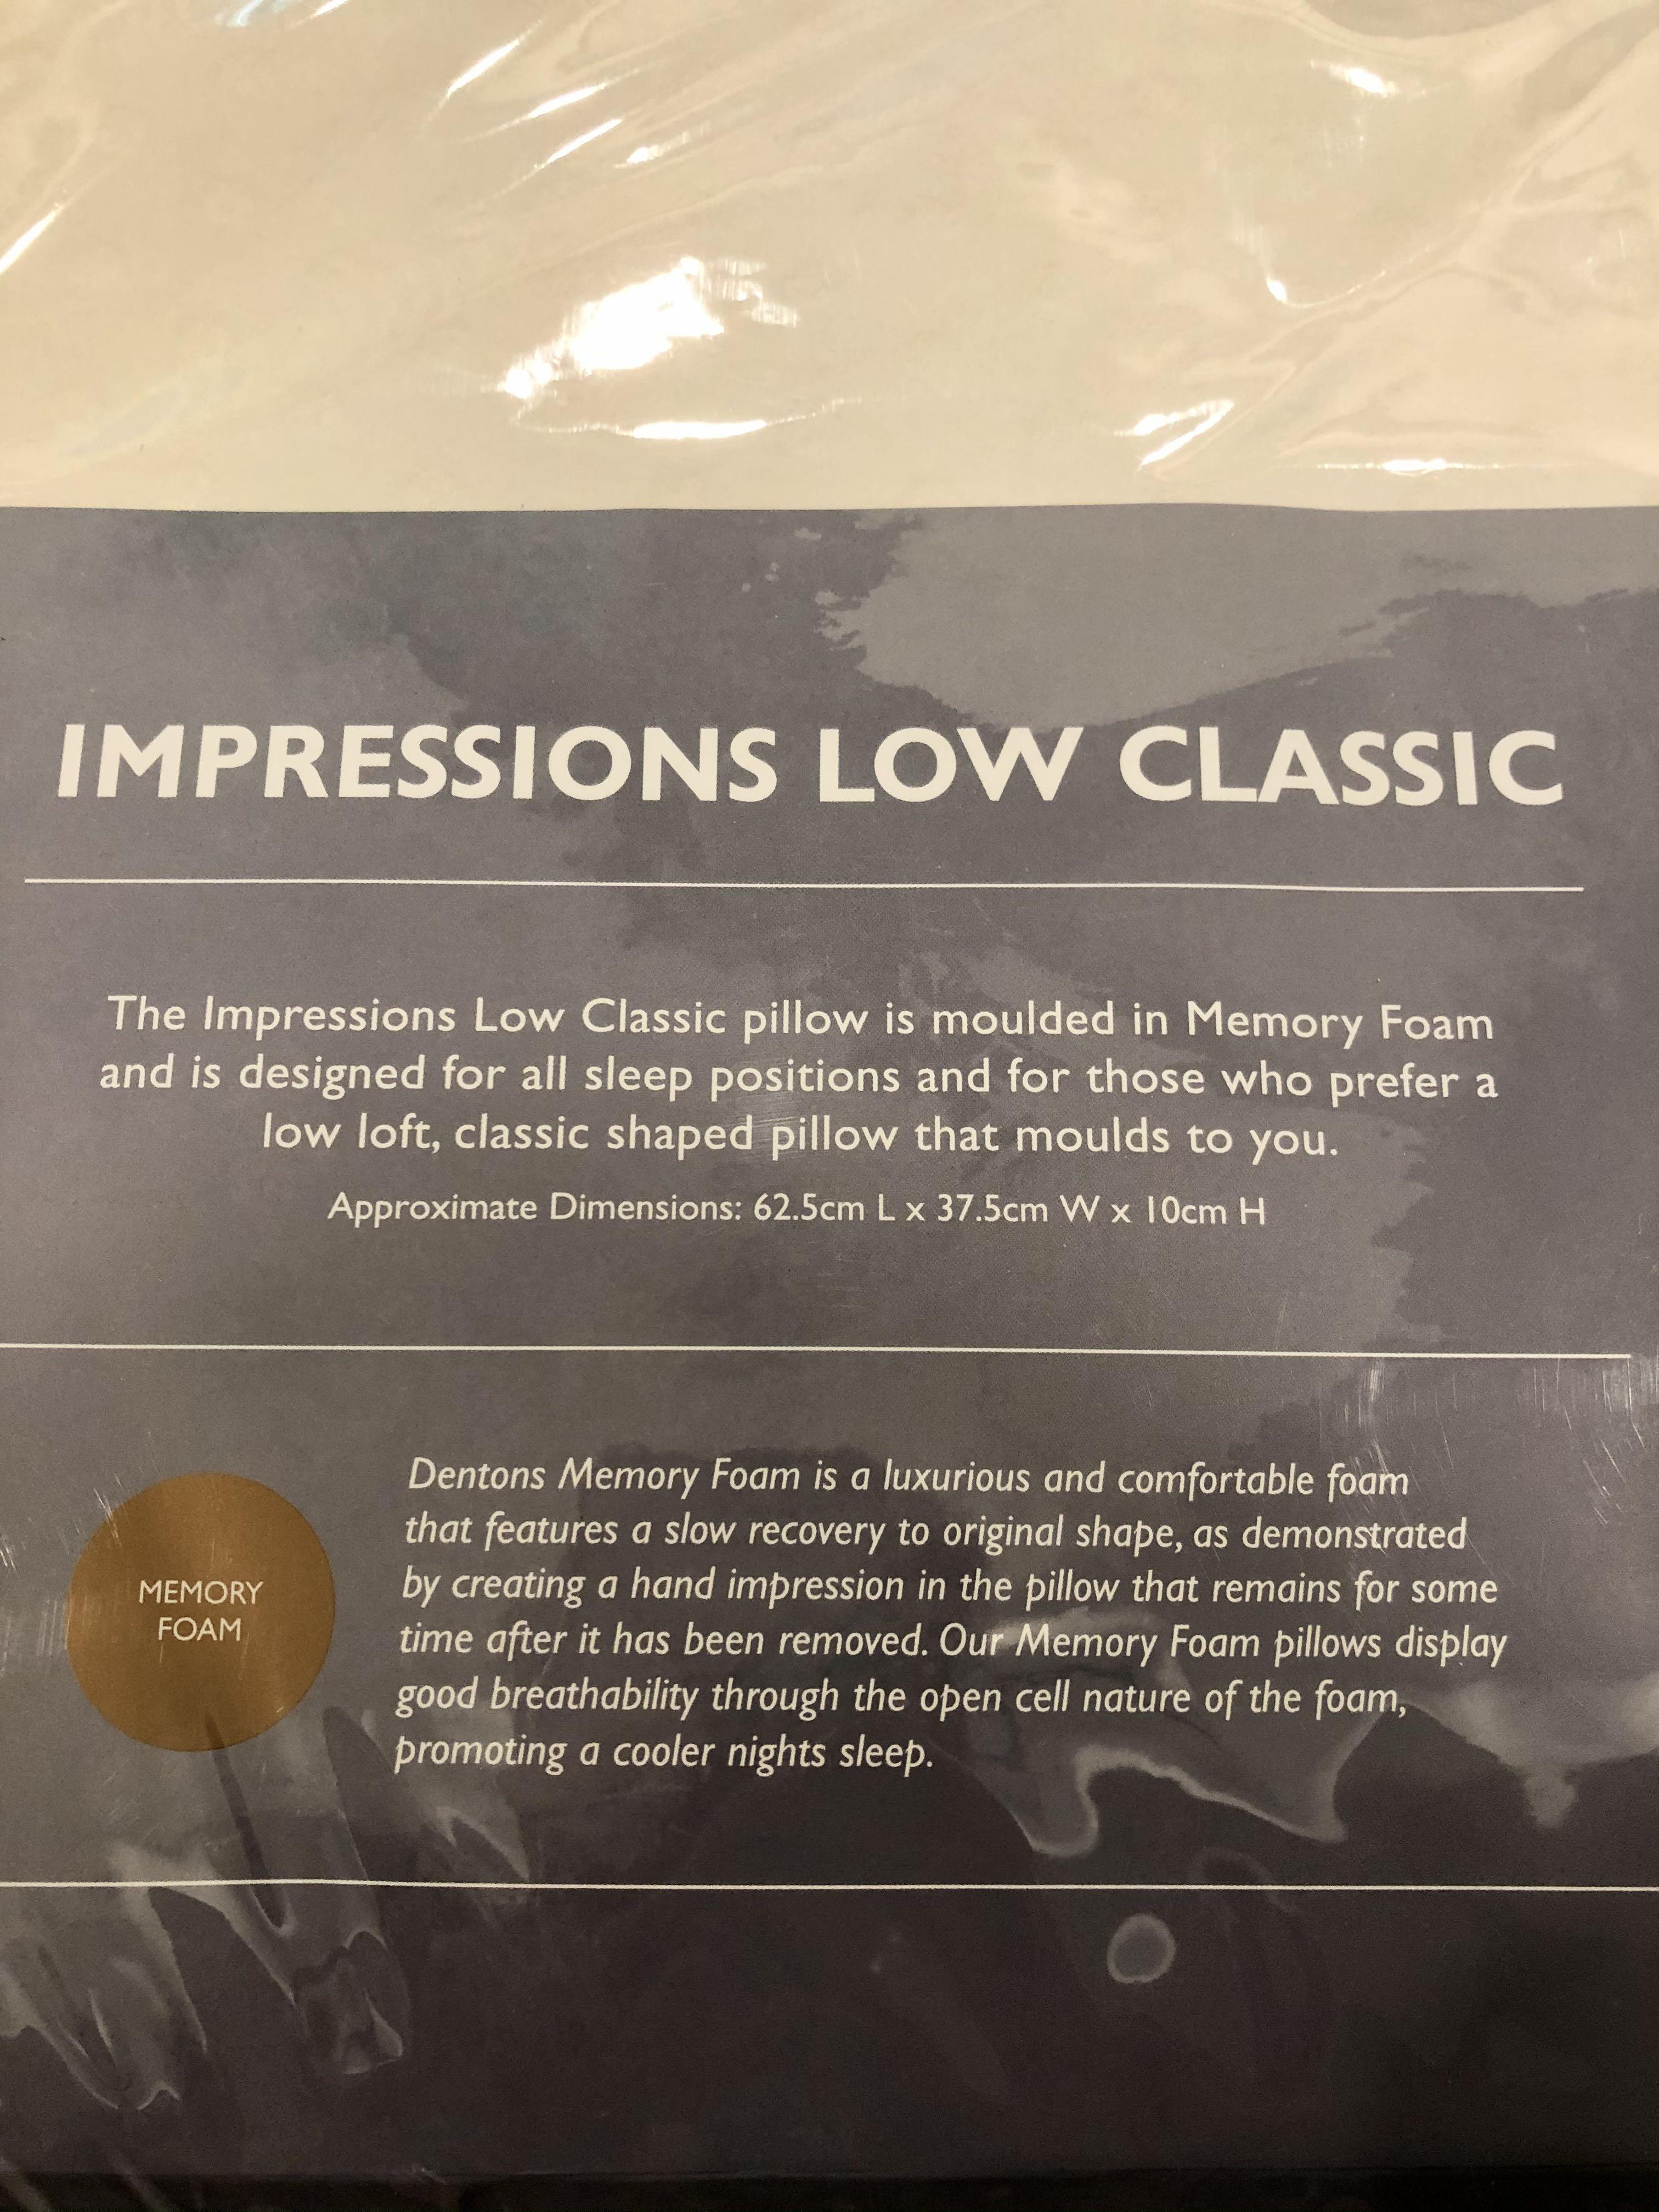 IMPRESSIONS LOW CLASSIC
The Impressions Low Classic pillow is moulded in Memory Foam
and is designed for all sleep positions and for those who prefer a
low loft, classic shaped pillow that moulds to you.
Approximate Dimensions: 62.5cm L x 37.5cm W x 10cm H
MEMORY
FOAM
Dentons Memory Foam is a luxurious and comfortable foam
that features a slow recovery to original shape, as demonstrated
by creating a hand impression in the pillow that remains for some
time after it has been removed. Our Memory Foam pillows display
good breathability through the open cell nature of the foam,
promoting a cooler nights sleep.